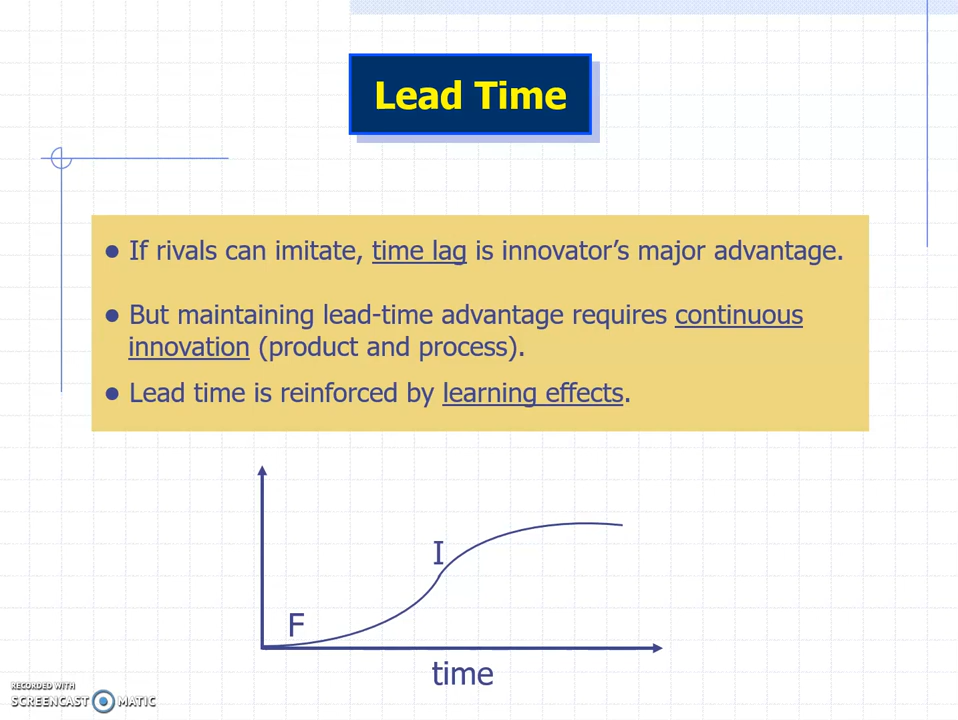 Lead Time
● If rivals can imitate, time lag is innovator’s major advantage.
● But maintaining lead-time advantage requires continuous
innovation (product and process).
● Lead time is reinforced by learning effects.
I
F
time
RECORDED WITH
SCREENCAST MATIC